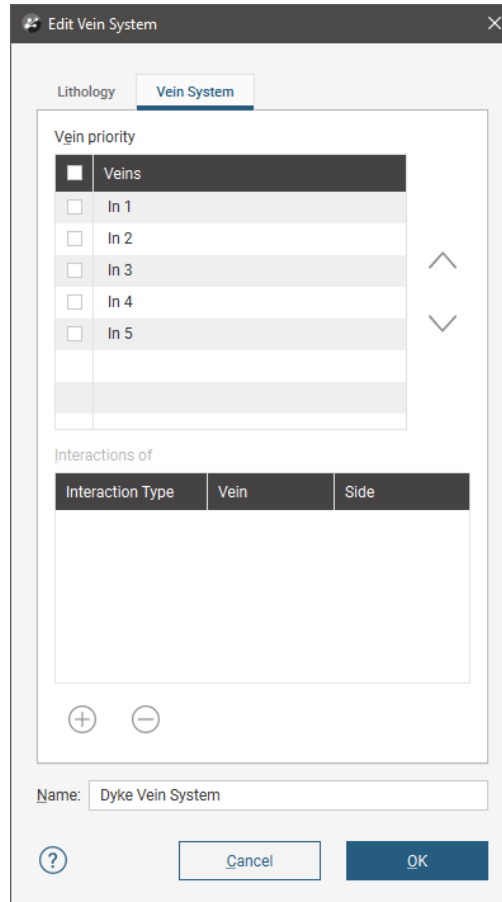 Edit Vein System
Lithology Vein System
Vein priority
Veins
In 1
In 2
In 3
In 4
In 5
Interactions of
Interaction Type Vein Side
Name: Dyke Vein System
? Cancel OK